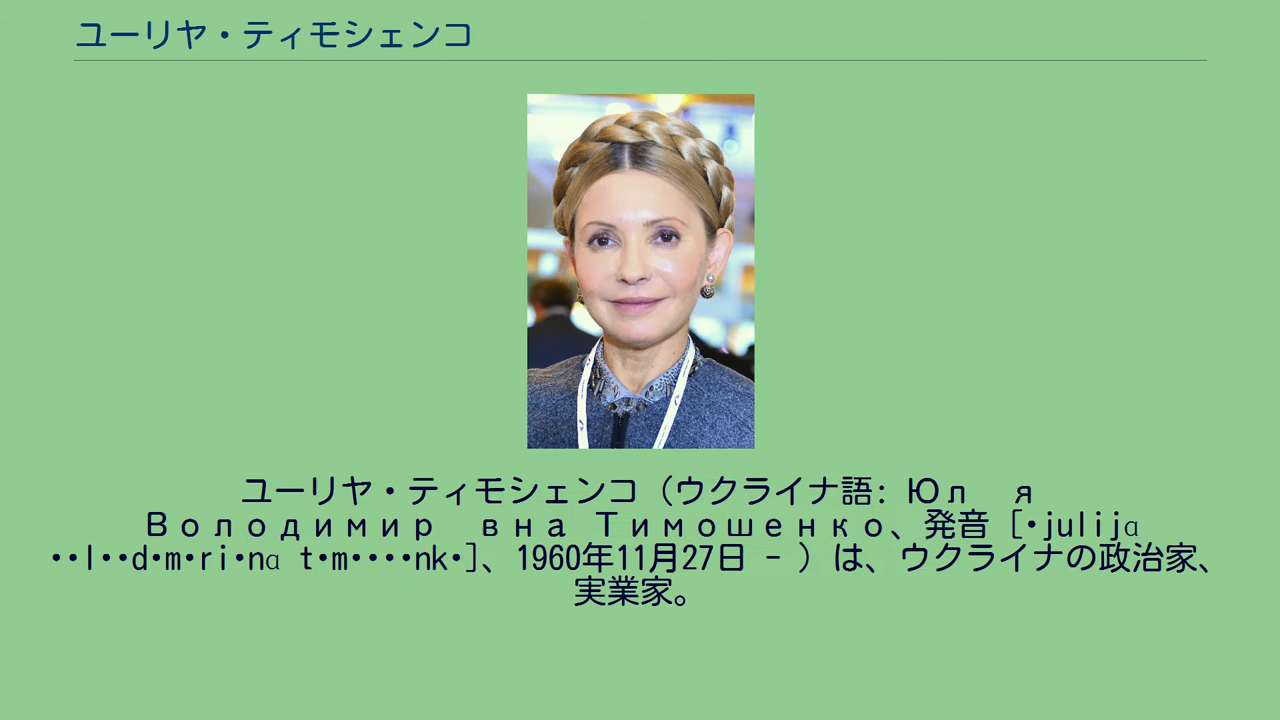 ユーリヤ・ティモシェンコ
ユーリヤ・ティモシェンコ（ウクライナ語: Юл　я
Володимир　вна Тимошенко、発音 [•julijɑ
••l••d•m•ri•nɑ t•m••••nk•]、1960年11月27日 - ）は、ウクライナの政治家、
実業家。